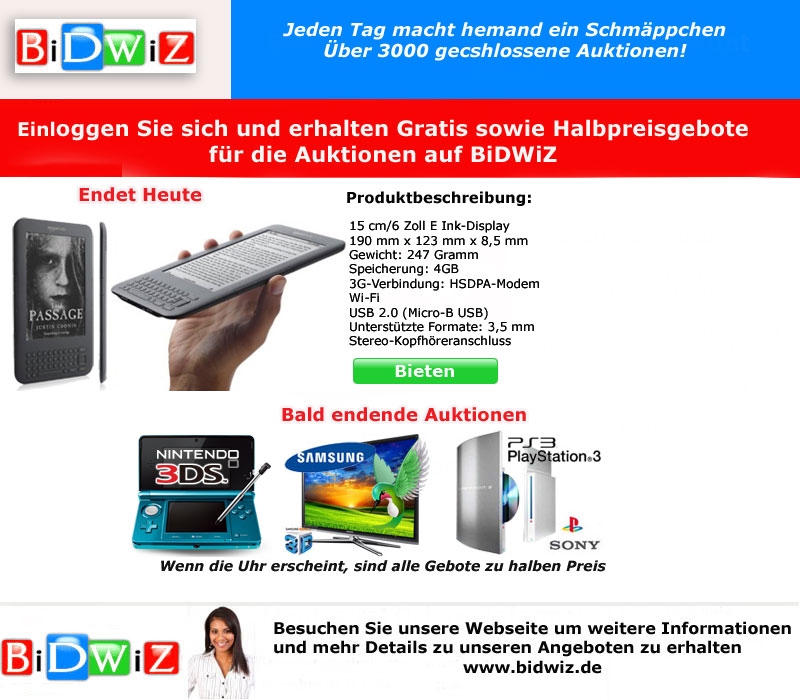 BiDWiZ
Jeden Tag macht hemand ein Schmäppchen
Über 3000 gecshlossene Auktionen!
Einloggen Sie sich und erhalten Gratis sowie Halbpreisgebote
für die Auktionen auf BiDWiZ
Endet Heute
THE
PASSAGE
JUSTIN CRONIN
Produktbeschreibung:
15 cm/6 Zoll E Ink-Display
190 mm x 123 mm x 8,5 mm
Gewicht: 247 Gramm
Speicherung: 4GB
3G-Verbindung: HSDPA-Modem
Wi-Fi
USB 2.0 (Micro-B USB)
Unterstützte Formate: 3,5 mm
Stereo-Kopfhöreranschluss
Bieten
Bald endende Auktionen
NINTENDO
3DS
SAMSUNG
3D
PS3
PlayStation®3
SONY
Wenn die Uhr erscheint, sind alle Gebote zu halben Preis
BiDWiZ
Besuchen Sie unsere Webseite um weitere Informationen
und mehr Details zu unseren Angeboten zu erhalten
www.bidwiz.de